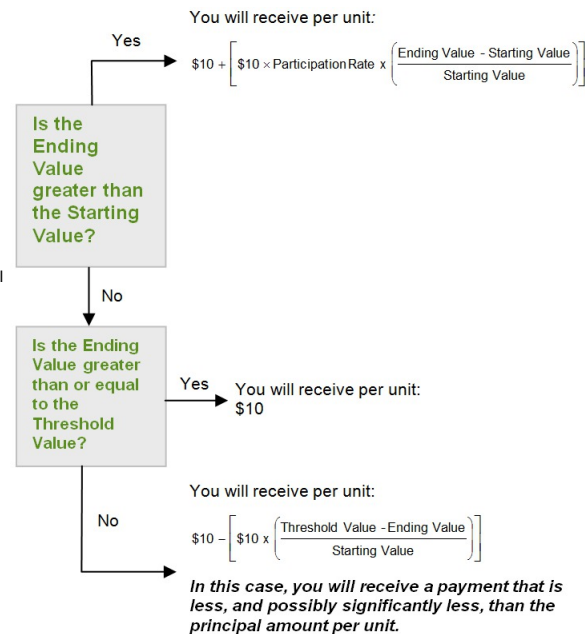 You will receive per unit:
Yes
$10 + [ $10 × Participation Rate x ( Ending Value - Starting Value
Starting Value ) ]
Is the
Ending
Value
greater than
the Starting
Value?
l
No
Is the Ending
Value greater
than or equal
to the
Threshold
Value?
Yes
You will receive per unit:
$10
You will receive per unit:
No
$10 – [ $10 x ( Threshold Value - Ending Value
Starting Value ) ]
In this case, you will receive a payment that is
less, and possibly significantly less, than the
principal amount per unit.